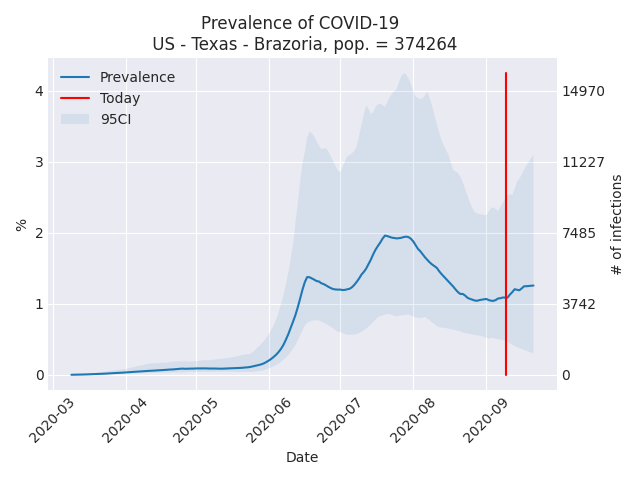 Prevalence of COVID-19
US - Texas - Brazoria, pop. = 374264
Prevalence
Today
95CI
%
4
3
2
1
0
14970
11227
7485
3742
0
# of infections
2020-03
2020-04
2020-05
2020-06
2020-07
2020-08
2020-09
Date